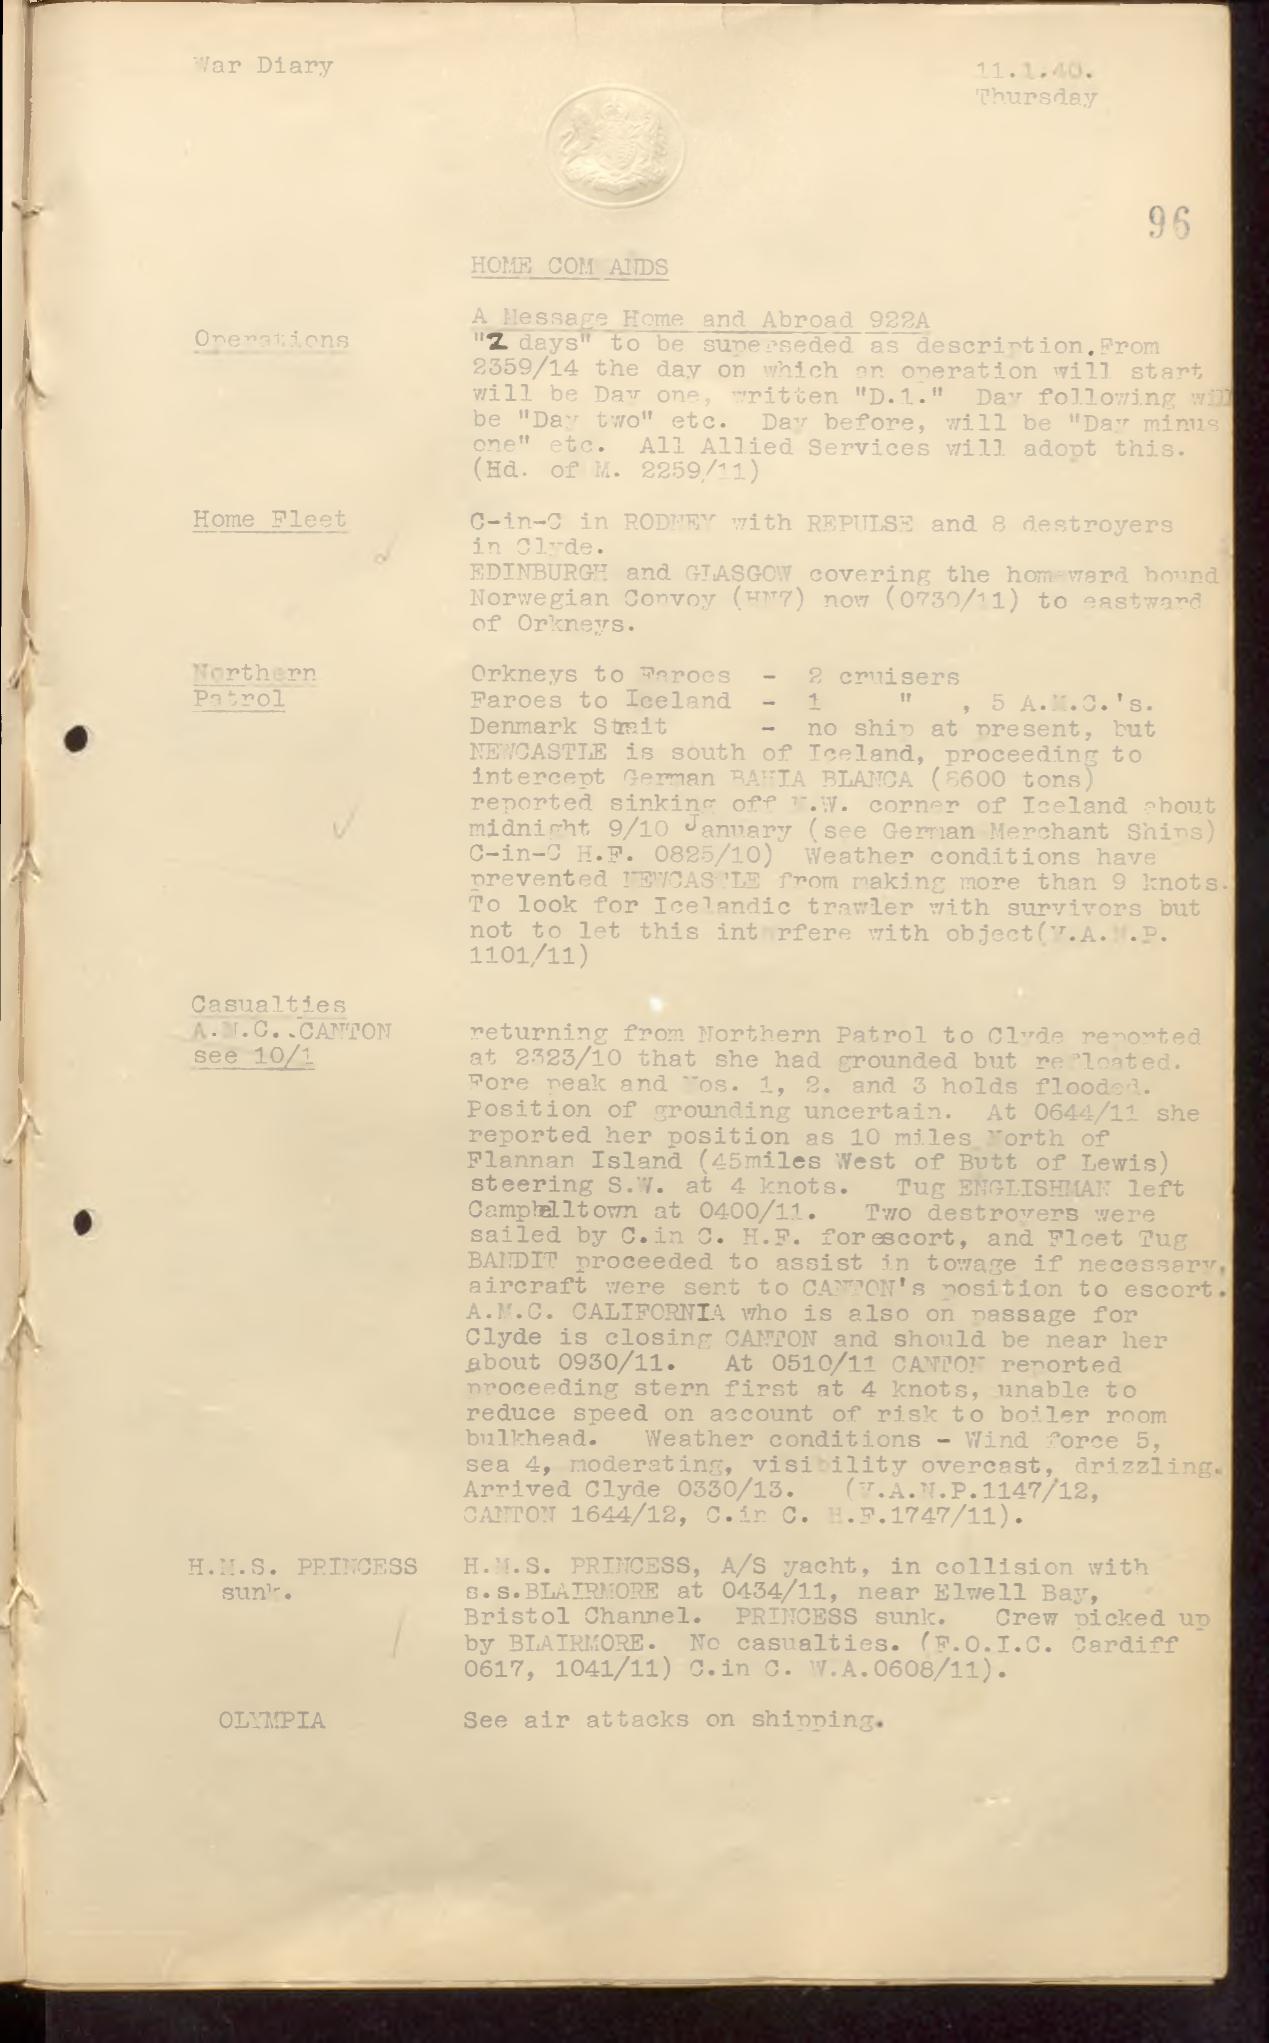 War Diary
11.1.40.
Thursday
96
HOME COM ANDS
Operations
A Message Home and Abroad 922A
"Z days" to be superseded as description.From
2359/14 the day on which an operation will start
will be Day one, written "D.1." Day following will
be "Day two" etc. Day before, will be "Day minus
one" etc. All Allied Services will adopt this.
(Hd. of M. 2259/11)
Home Fleet
C-in-C in RODNEY with REPULSE and 8 destroyers
in Clyde.
EDINBURGH and GLASGOW covering the homeward bound
Norwegian Convoy (HN7) now (0730/11) to eastward
of Orkneys.
Northern
Patrol
Orkneys to Faroes - 2 cruisers
Faroes to Iceland - 1 " , 5 A.M.C.'s.
Denmark Strait - no ship at present, but
NEWCASTLE is south of Iceland, proceeding to
intercept German BAHIA BLANCA (8600 tons)
reported sinking off N.W. corner of Iceland about
midnight 9/10 January (see German Merchant Ships)
C-in-C H.F. 0825/10) Weather conditions have
prevented NEWCASTLE from making more than 9 knots.
To look for Icelandic trawler with survivors but
not to let this interfere with object(V.A.N.P.
1101/11)
Casualties
A.M.C. .CANTON
see 10/1
returning from Northern Patrol to Clyde reported
at 2323/10 that she had grounded but refloated.
Fore peak and Nos. 1, 2. and 3 holds flooded.
Position of grounding uncertain. At 0644/11 she
reported her position as 10 miles North of
Flannan Island (45miles West of Butt of Lewis)
steering S.W. at 4 knots. Tug ENGLISHMAN left
Campbelltown at 0400/11. Two destroyers were
sailed by C.in C. H.F. for escort, and Fleet Tug
BANDIT proceeded to assist in towage if necessary,
aircraft were sent to CANTON's position to escort.
A.M.C. CALIFORNIA who is also on passage for
Clyde is closing CANTON and should be near her
about 0930/11. At 0510/11 CANTON reported
proceeding stern first at 4 knots, unable to
reduce speed on account of risk to boiler room
bulkhead. Weather conditions - Wind force 5,
sea 4, moderating, visibility overcast, drizzling.
Arrived Clyde 0330/13. (V.A.N.P.1147/12,
CANTON 1644/12, C.in C. H.F.1747/11).
H.M.S. PRINCESS
sunk.
H.M.S. PRINCESS, A/S yacht, in collision with
s.s.BLAIRMORE at 0434/11, near Elwell Bay,
Bristol Channel. PRINCESS sunk. Crew picked up
by BLAIRMORE. No casualties. (F.O.I.C. Cardiff
0617, 1041/11) C.in C. W.A.0608/11).
OLYMPIA
See air attacks on shipping.